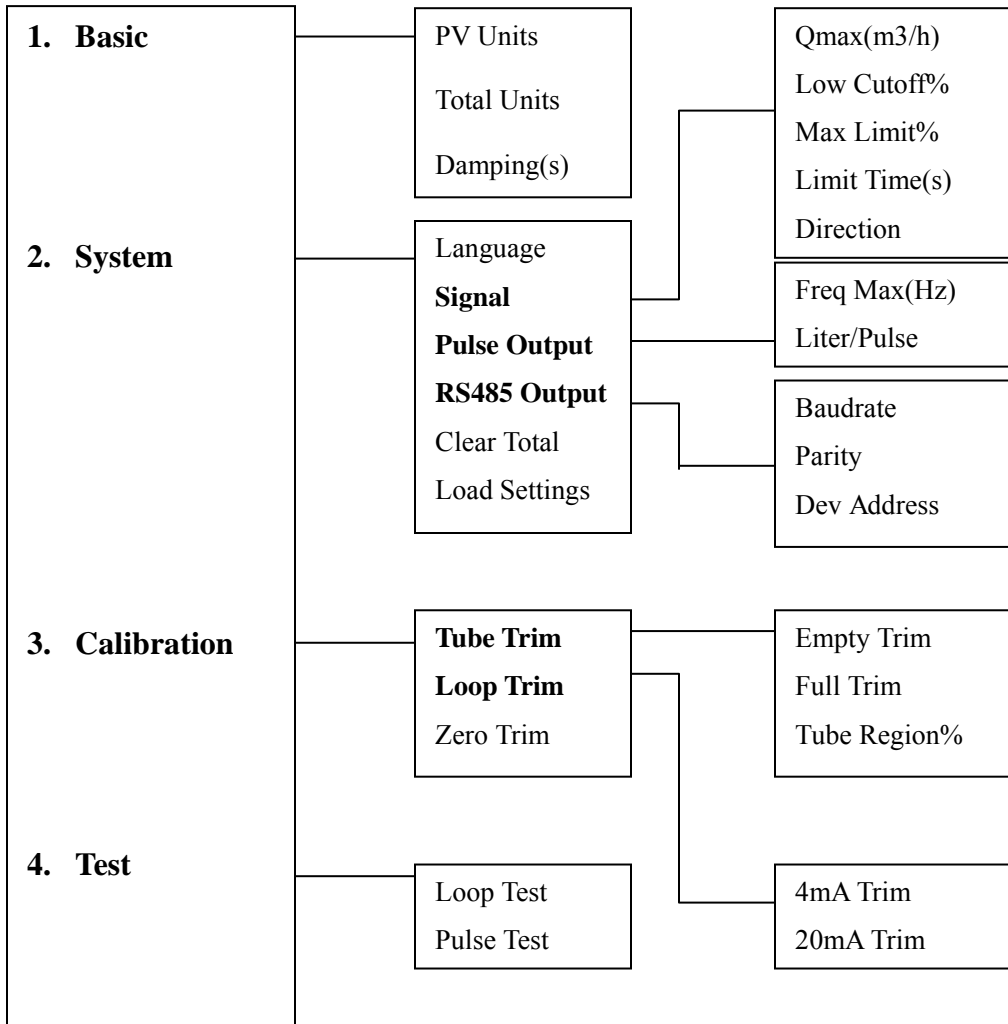 1. Basic
PV Units
Total Units
Damping(s)
Qmax(m3/h)
Low Cutoff%
Max Limit%
Limit Time(s)
Direction
2. System
Language
Signal
Pulse Output
RS485 Output
Clear Total
Load Settings
Freq Max(Hz)
Liter/Pulse
Baudrate
Parity
Dev Address
3. Calibration
Tube Trim
Loop Trim
Zero Trim
Empty Trim
Full Trim
Tube Region%
4. Test
Loop Test
Pulse Test
4mA Trim
20mA Trim